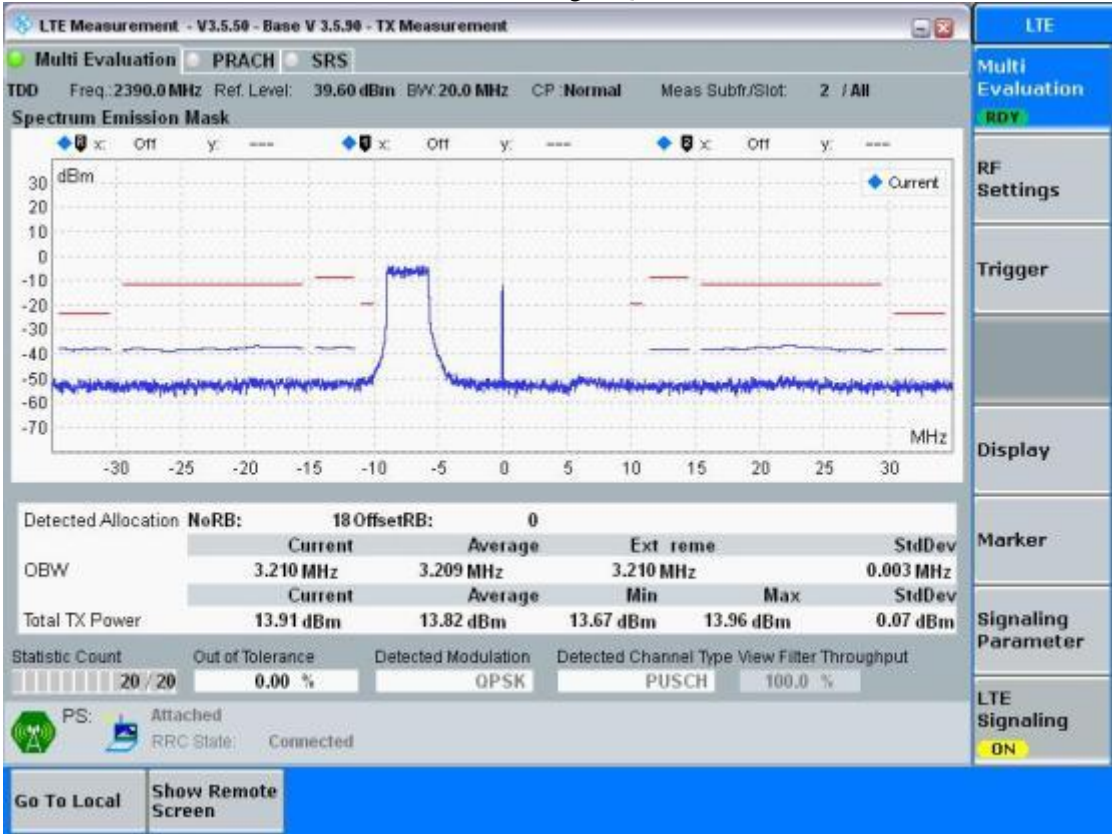 LTE Measurement - V3.5.50 - Base V 3.5.90 - TX Measurement
LTE
Multi Evaluation PRACH SRS
Multi
Evaluation
RDY
TDD Freq.:2390.0 MHz Ref. Level: 39.60 dBm BW:20.0 MHz CP :Normal Meas Subfr./Slot: 2 / All
Spectrum Emission Mask
x: Off y: --- x: Off y: --- x: Off y: ---
dBm
Current
30
20
10
0
-10
-20
-30
-40
-50
-60
-70
MHz
-30 -25 -20 -15 -10 -5 0 5 10 15 20 25 30
RF
Settings
Trigger
Display
Marker
Signaling
Parameter
LTE
Signaling
ON
Detected Allocation NoRB: 18 OffsetRB: 0
Current Average Ext reme StdDev
OBW 3.210 MHz 3.209 MHz 3.210 MHz 0.003 MHz
Current Average Min Max StdDev
Total TX Power 13.91 dBm 13.82 dBm 13.67 dBm 13.96 dBm 0.07 dBm
Statistic Count Out of Tolerance Detected Modulation Detected Channel Type View Filter Throughput
20 / 20 0.00 % QPSK PUSCH 100.0 %
PS: Attached
RRC State: Connected
Go To Local
Show Remote
Screen